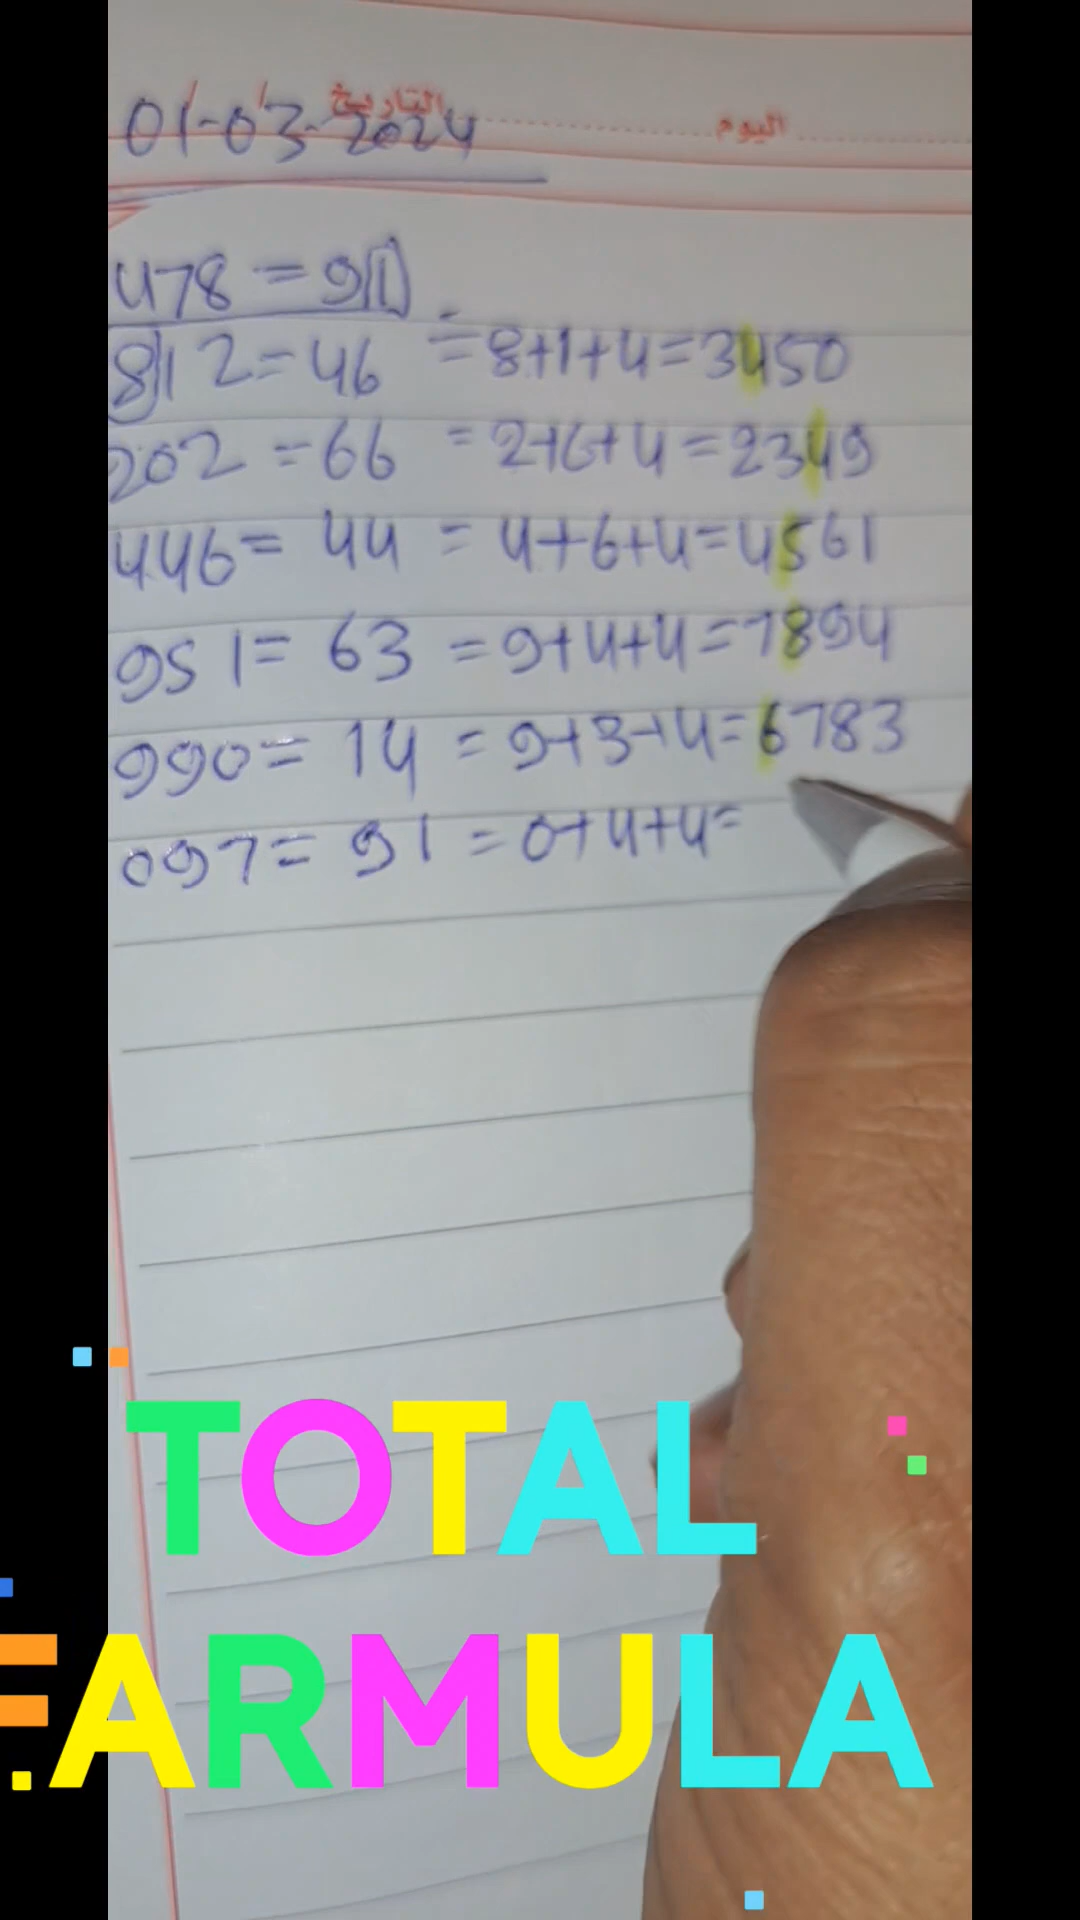 التاريخ
اليوم
01-03-2024
478 = 91
812 = 46 = 8+1+4=3450
202 = 66 = 2+6+4=2349
446 = 44 = 4+6+4=4561
951 = 63 = 9+4+4=7894
990 = 14 = 9+3+4=6783
097 = 91 = 0+4+4=
TOTAL
FARMULA